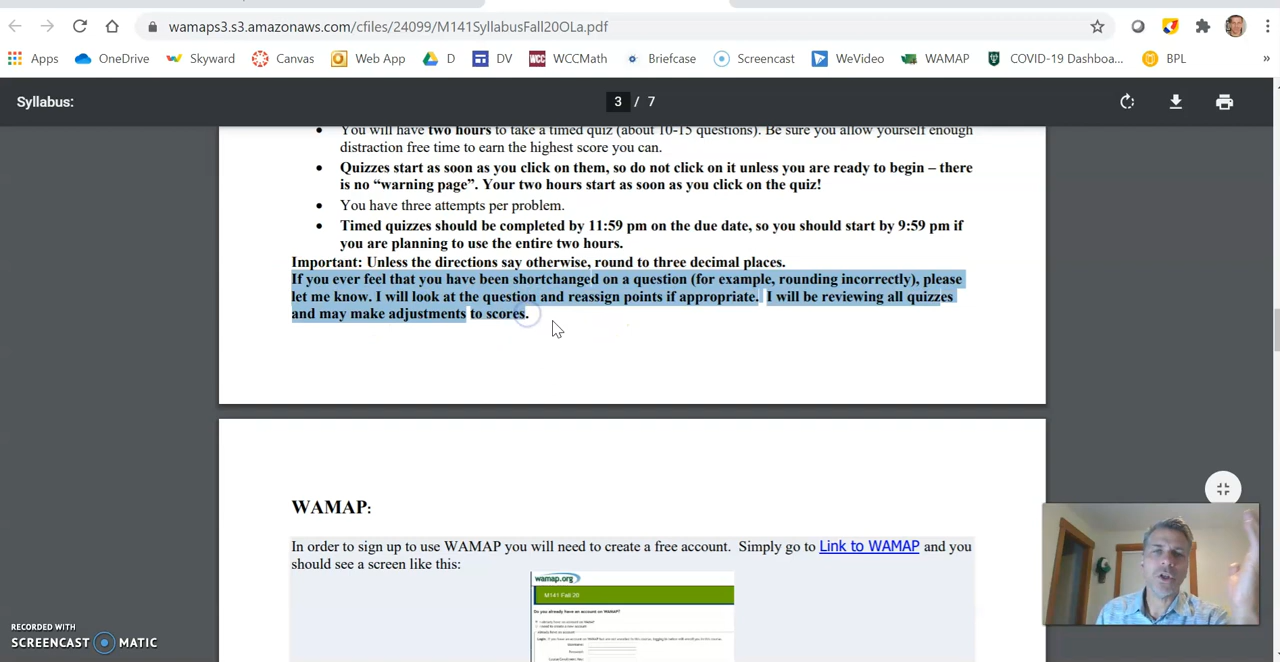 wamaps3.s3.amazonaws.com/cfiles/24099/M141SyllabusFall20OLa.pdf
Apps OneDrive Skyward Canvas Web App D DV WCC WCCMath Briefcase Screencast WeVideo WAMAP COVID-19 Dashboa... BPL »
Syllabus: 3 / 7
• You will have two hours to take a timed quiz (about 10-15 questions). Be sure you allow yourself enough
distraction free time to earn the highest score you can.
• Quizzes start as soon as you click on them, so do not click on it unless you are ready to begin – there
is no “warning page”. Your two hours start as soon as you click on the quiz!
• You have three attempts per problem.
• Timed quizzes should be completed by 11:59 pm on the due date, so you should start by 9:59 pm if
you are planning to use the entire two hours.
Important: Unless the directions say otherwise, round to three decimal places.
If you ever feel that you have been shortchanged on a question (for example, rounding incorrectly), please
let me know. I will look at the question and reassign points if appropriate. I will be reviewing all quizzes
and may make adjustments to scores.
WAMAP:
In order to sign up to use WAMAP you will need to create a free account. Simply go to Link to WAMAP and you
should see a screen like this:
wamap.org
M141 Fall 20
Do you already have an account on WAMAP?
RECORDED WITH
SCREENCAST MATIC